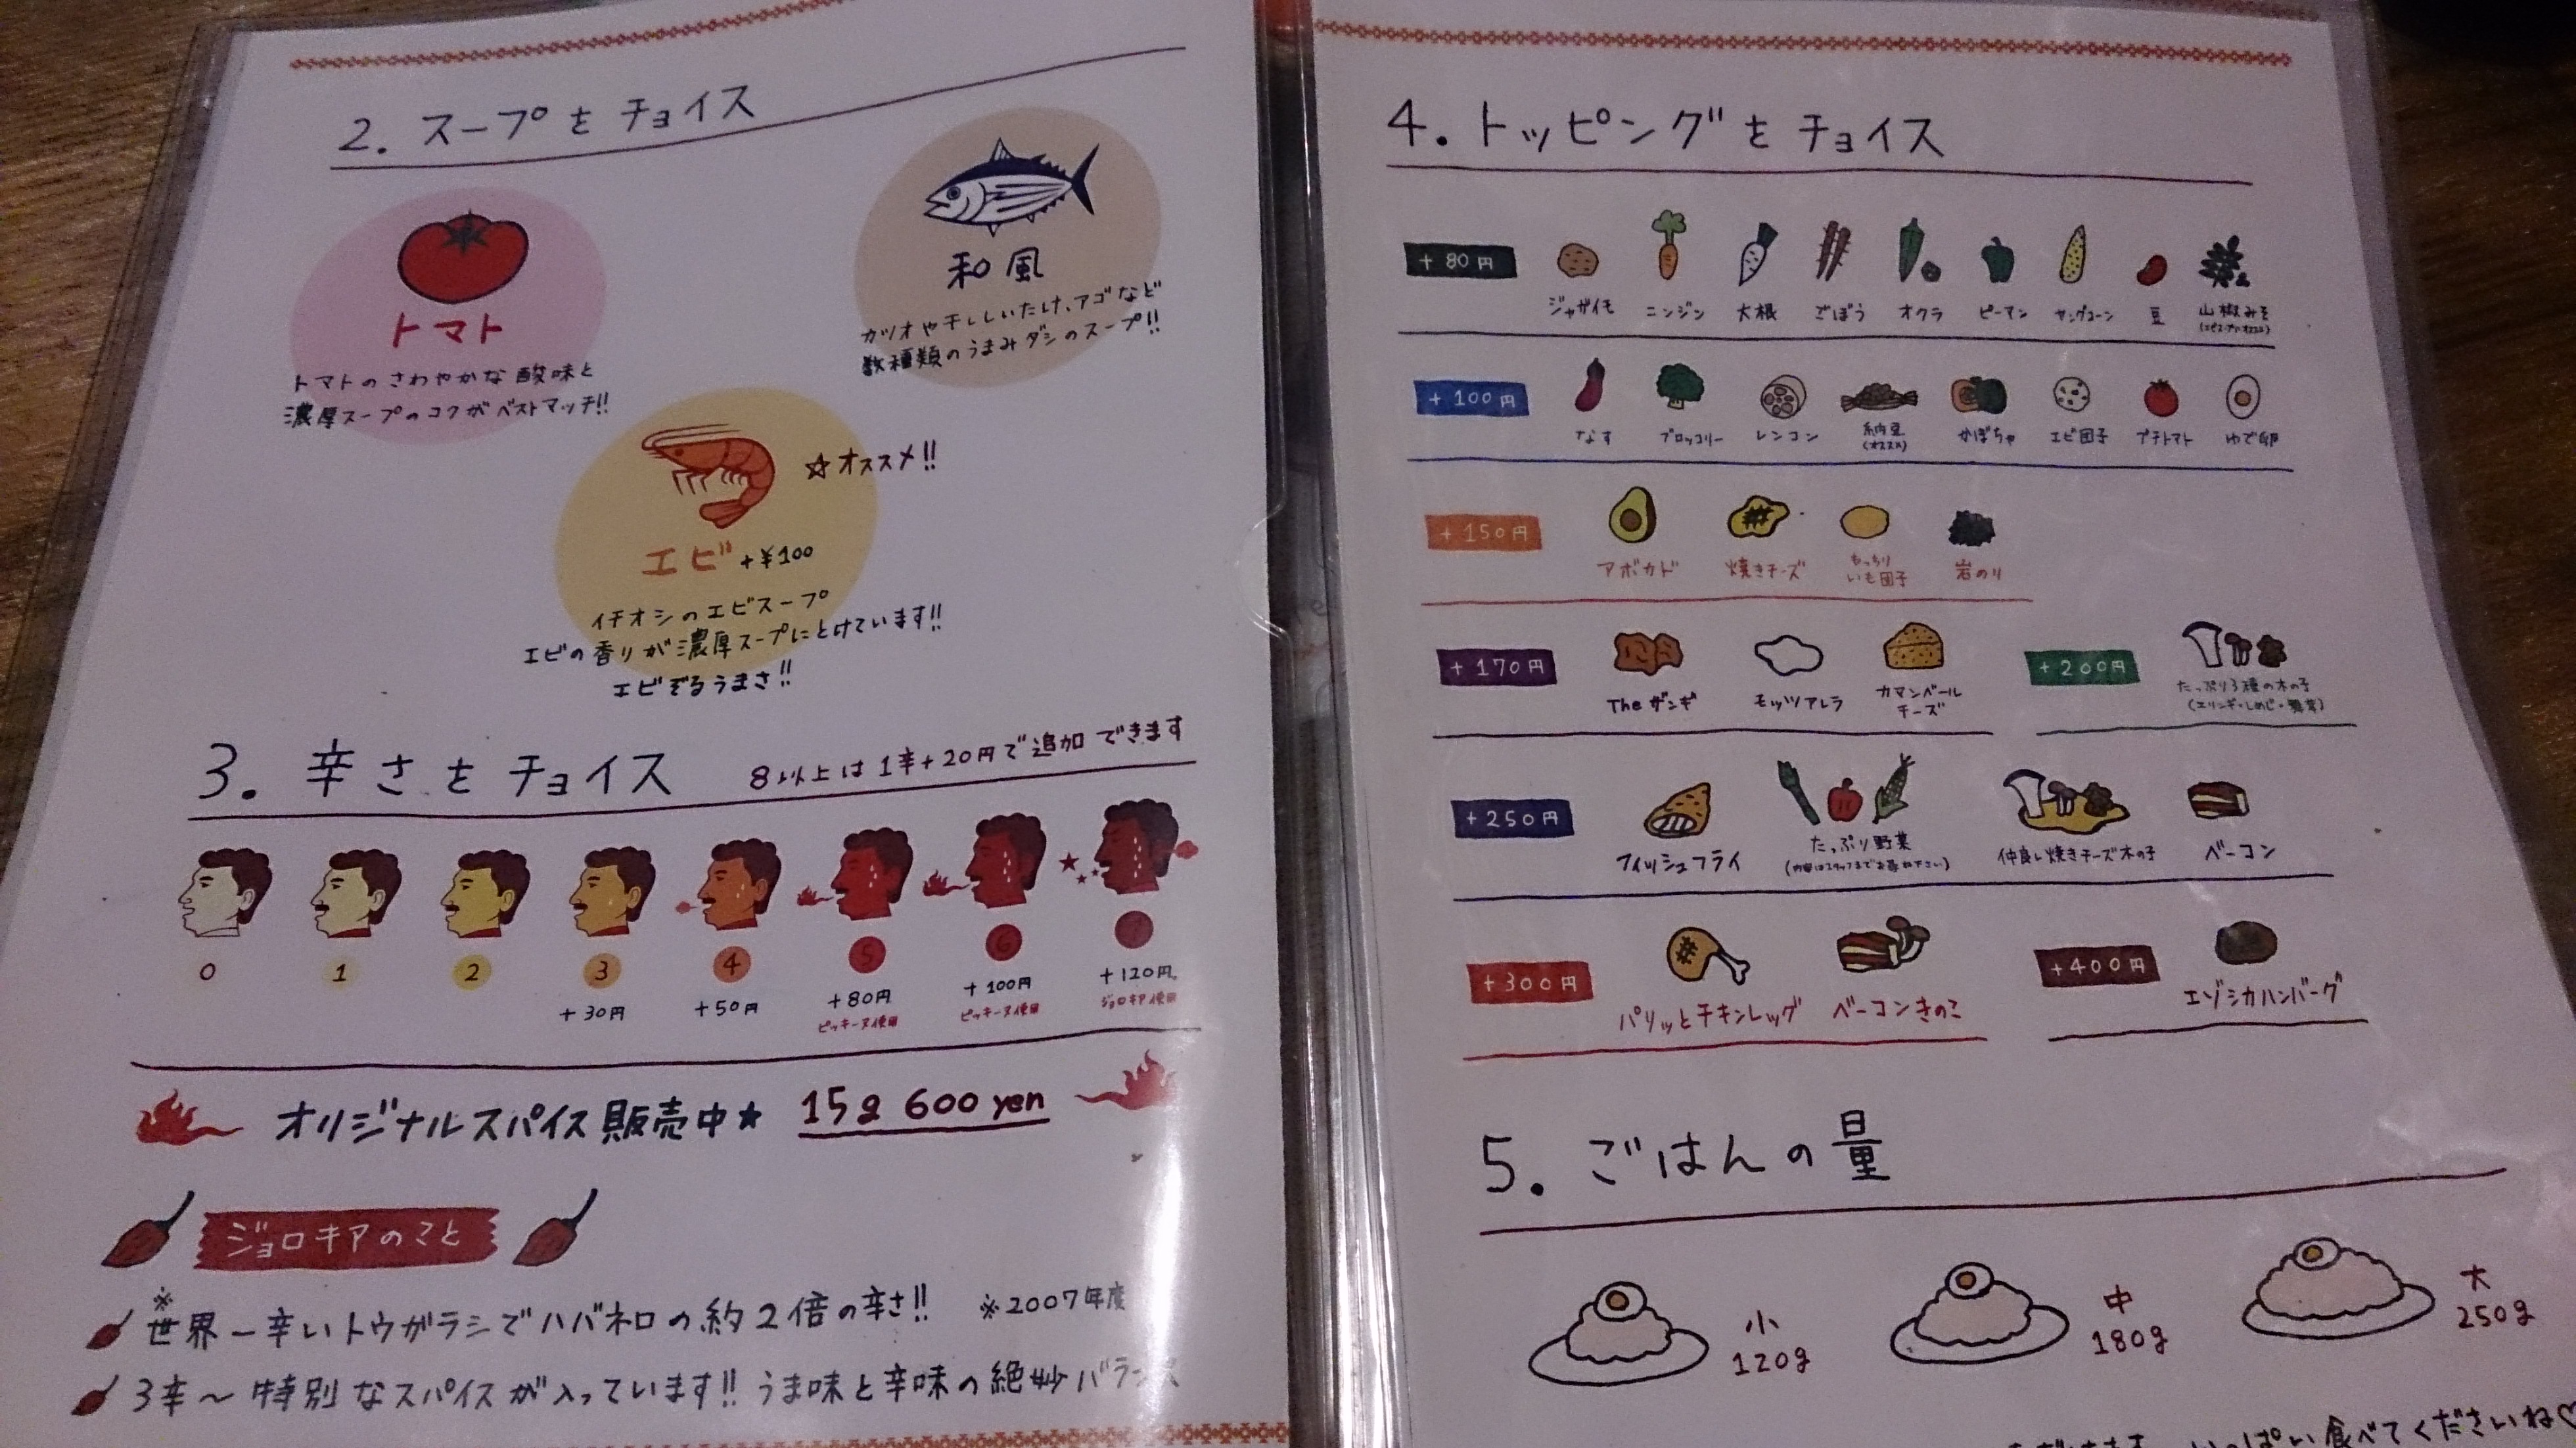 2. スープをチョイス
トマト
トマトのさわやかな酸味と
濃厚スープのコクがベストマッチ!!
和風
カツオや干ししいたけ、アゴなど
数種類のうまみダシのスープ!!
☆オススメ!!
エビ +¥100
イチオシのエビスープ
エビの香りが濃厚スープにとけています!!
エビぞるうまさ!!
3. 辛さをチョイス 8以上は1辛+20円で追加できます
0 1 2 3 4 5 6 7
+30円 +50円 +80円 +100円 +120円
ピッキーヌ使用 ピッキーヌ使用 ジョロキア使用
オリジナルスパイス販売中★ 15g 600 yen
ジョロキアのこと
※世界一辛いトウガラシでハバネロの約2倍の辛さ!! ※2007年度
3辛～特別なスパイスが入っています!! うま味と辛味の絶妙バランス
4. トッピングをチョイス
+80円
ジャガイモ ニンジン 大根 ごぼう オクラ ピーマン ヤングコーン 豆 山椒みそ
+100円
なす ブロッコリー レンコン 納豆 かぼちゃ エビ団子 プチトマト ゆで卵
(オススメ)
+150円
アボカド 焼きチーズ もっちりいも団子 岩のり
+170円
The ザンギ モッツァレラ カマンベールチーズ
+200円
たっぷり3種の木の子
+250円
フィッシュフライ たっぷり野菜 仲良し焼きチーズ木の子 ベーコン
(内容はスタッフまでお尋ね下さい)
+300円
パリッとチキンレッグ ベーコンきのこ
+400円
エゾシカハンバーグ
5. ごはんの量
小 120g
中 180g
大 250g
いっぱい食べてくださいね♡